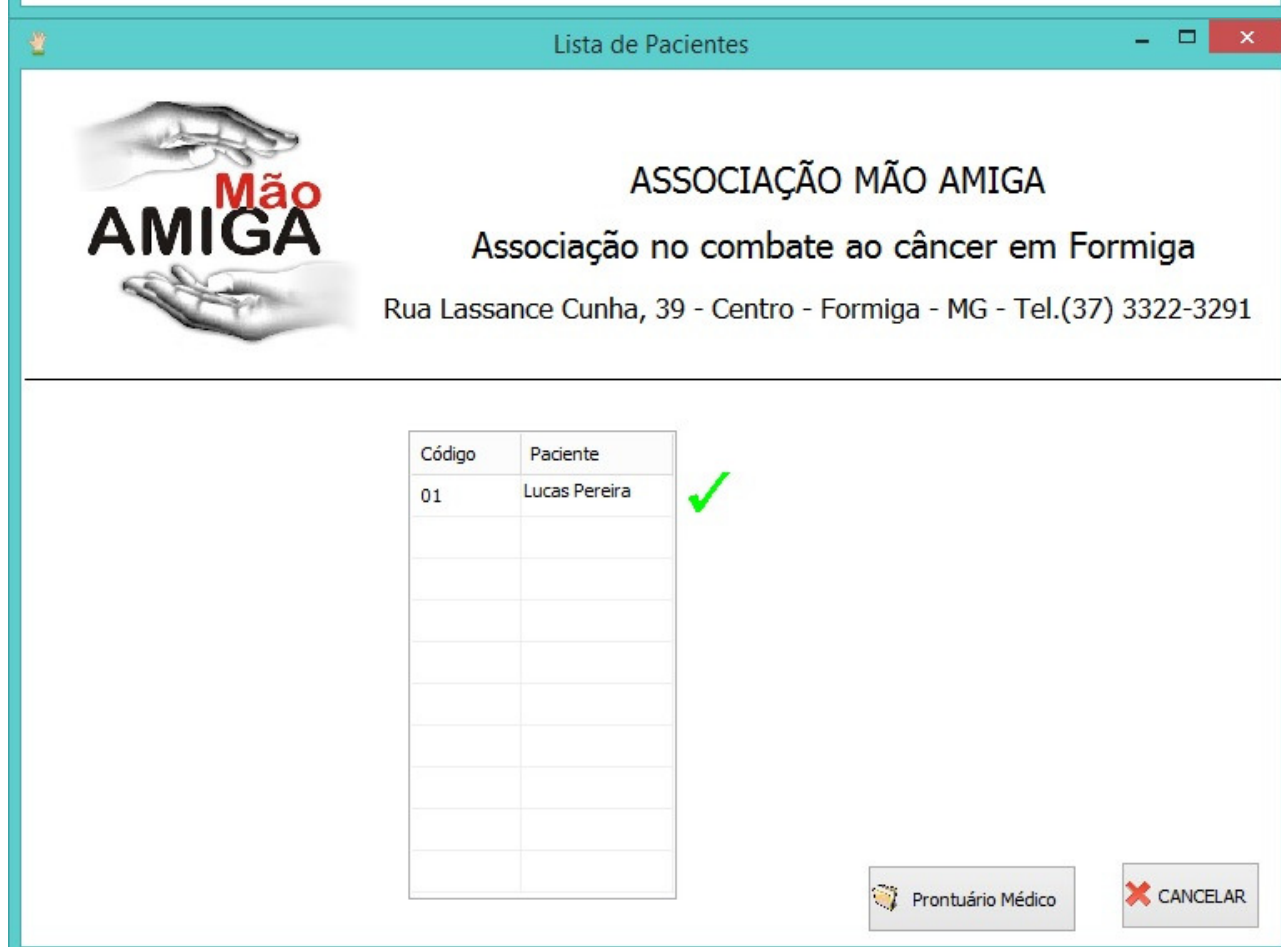 Lista de Pacientes
Mão
AMIGA
ASSOCIAÇÃO MÃO AMIGA
Associação no combate ao câncer em Formiga
Rua Lassance Cunha, 39 - Centro - Formiga - MG - Tel.(37) 3322-3291
Código Paciente
01 Lucas Pereira
Prontuário Médico
CANCELAR